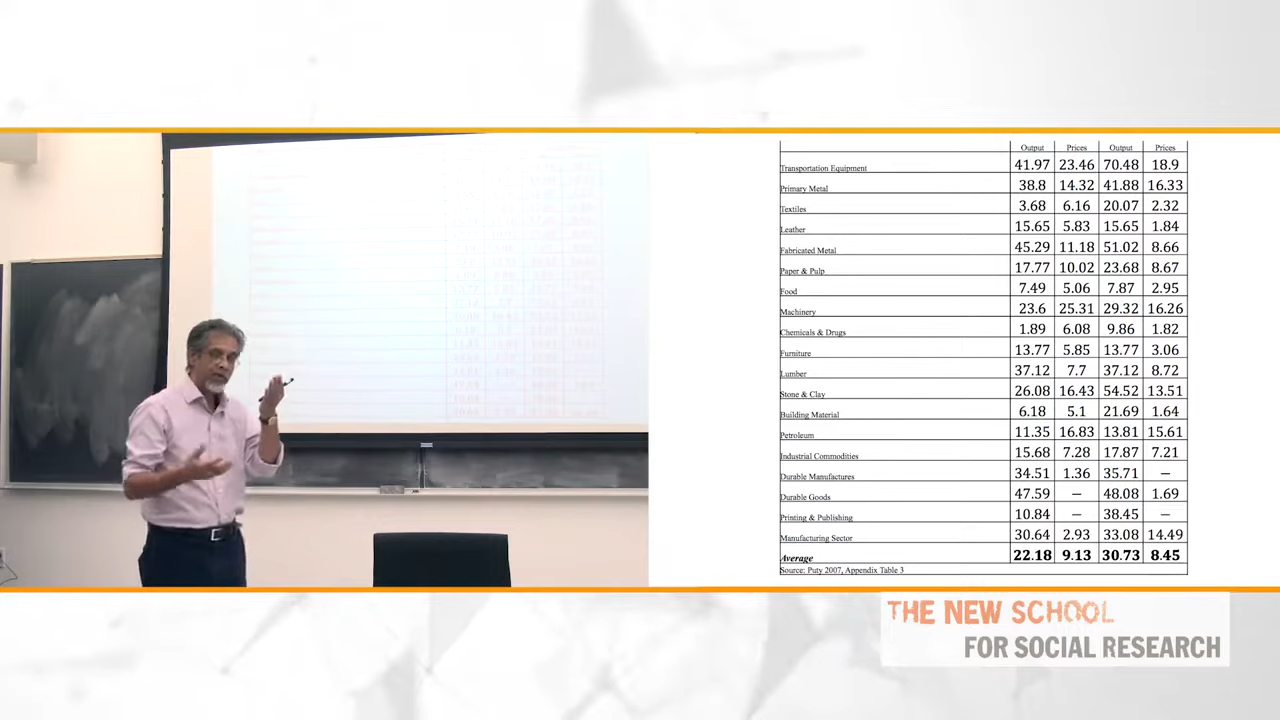 Output Prices Output Prices
Transportation Equipment 41.97 23.46 70.48 18.9
Primary Metal 38.8 14.32 41.88 16.33
Textiles 3.68 6.16 20.07 2.32
Leather 15.65 5.83 15.65 1.84
Fabricated Metal 45.29 11.18 51.02 8.66
Paper & Pulp 17.77 10.02 23.68 8.67
Food 7.49 5.06 7.87 2.95
Machinery 23.6 25.31 29.32 16.26
Chemicals & Drugs 1.89 6.08 9.86 1.82
Furniture 13.77 5.85 13.77 3.06
Lumber 37.12 7.7 37.12 8.72
Stone & Clay 26.08 16.43 54.52 13.51
Building Material 6.18 5.1 21.69 1.64
Petroleum 11.35 16.83 13.81 15.61
Industrial Commodities 15.68 7.28 17.87 7.21
Durable Manufactures 34.51 1.36 35.71 —
Durable Goods 47.59 — 48.08 1.69
Printing & Publishing 10.84 — 38.45 —
Manufacturing Sector 30.64 2.93 33.08 14.49
Average 22.18 9.13 30.73 8.45
Source: Puty 2007, Appendix Table 3
THE NEW SCHOOL
FOR SOCIAL RESEARCH